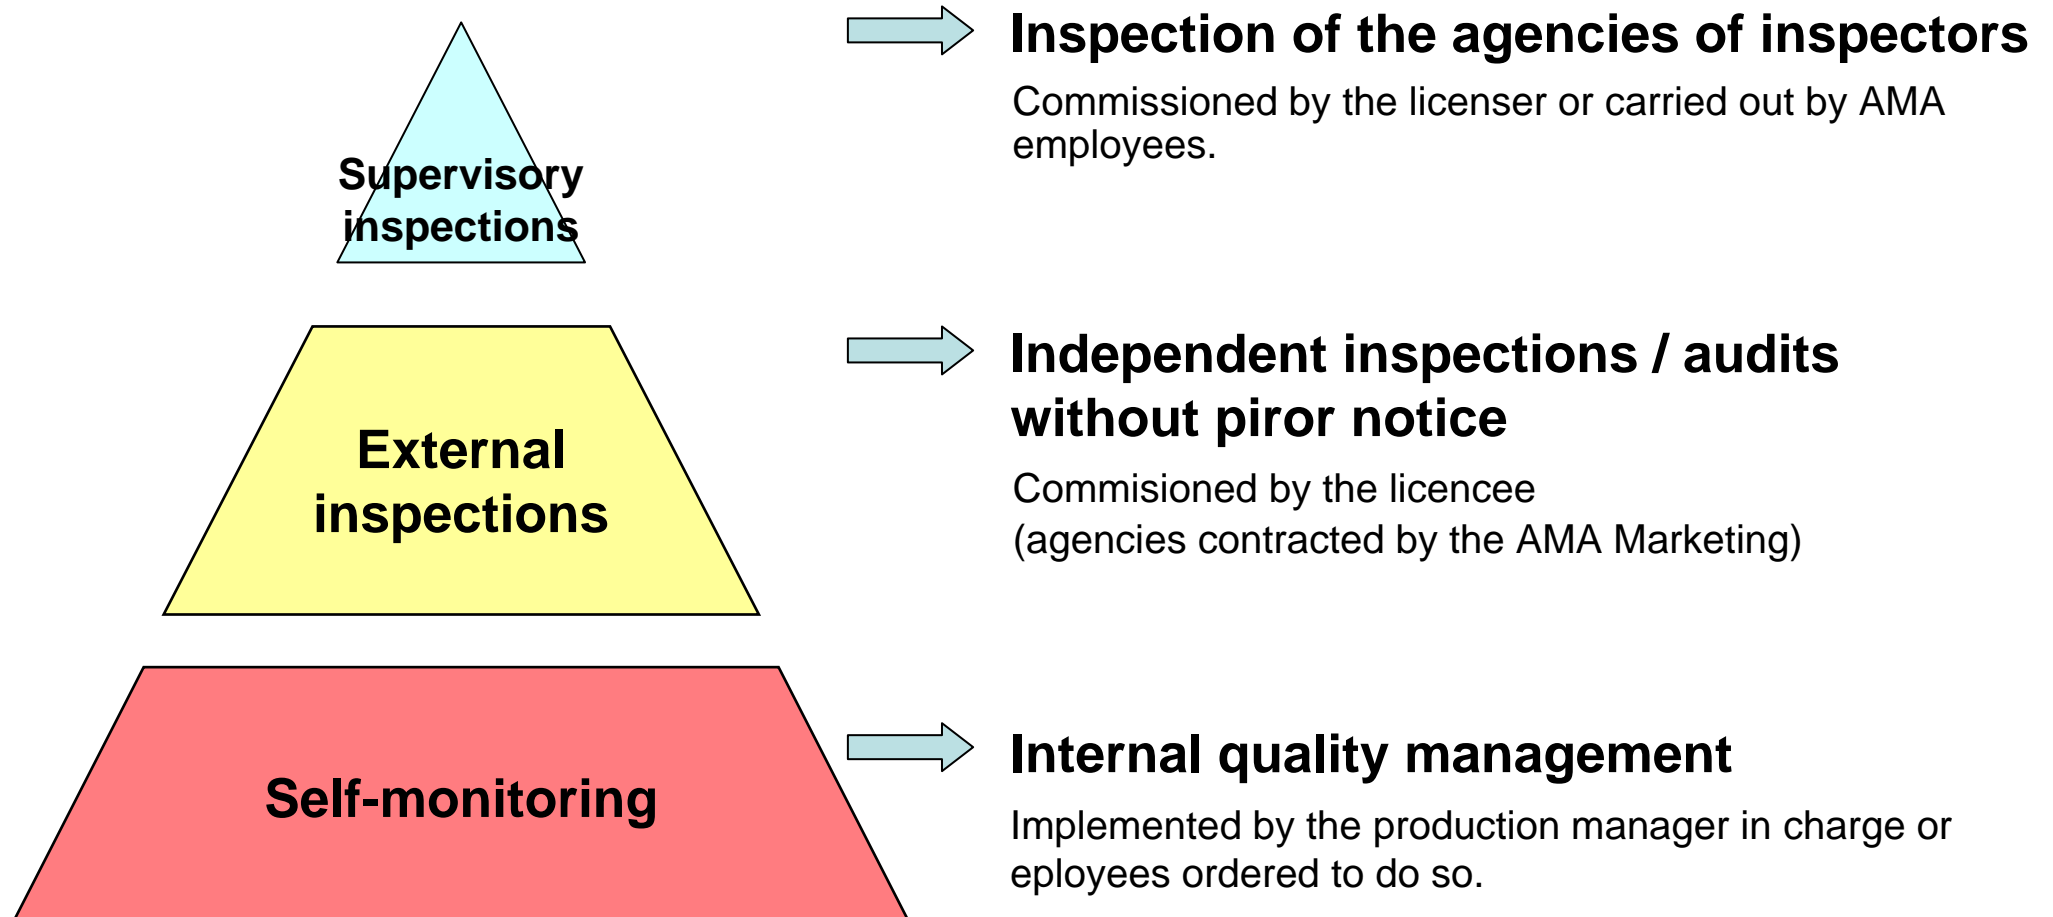 Supervisory
inspections
Inspection of the agencies of inspectors
Commissioned by the licenser or carried out by AMA
employees.
External
inspections
Independent inspections / audits
without piror notice
Commisioned by the licencee
(agencies contracted by the AMA Marketing)
Self-monitoring
Internal quality management
Implemented by the production manager in charge or
eployees ordered to do so.